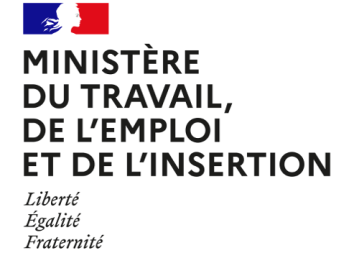 MINISTÈRE
DU TRAVAIL,
DE L'EMPLOI
ET DE L'INSERTION
Liberté
Égalité
Fraternité